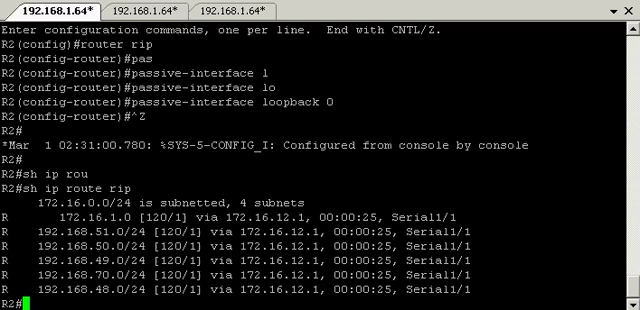 192.168.1.64* 192.168.1.64* 192.168.1.64*
Enter configuration commands, one per line.  End with CNTL/Z.
R2(config)#router rip
R2(config-router)#pas
R2(config-router)#passive-interface l
R2(config-router)#passive-interface lo
R2(config-router)#passive-interface loopback 0
R2(config-router)#^Z
R2#
*Mar  1 02:31:00.780: %SYS-5-CONFIG_I: Configured from console by console
R2#
R2#sh ip rou
R2#sh ip route rip
     172.16.0.0/24 is subnetted, 4 subnets
R       172.16.1.0 [120/1] via 172.16.12.1, 00:00:25, Serial1/1
R    192.168.51.0/24 [120/1] via 172.16.12.1, 00:00:25, Serial1/1
R    192.168.50.0/24 [120/1] via 172.16.12.1, 00:00:25, Serial1/1
R    192.168.49.0/24 [120/1] via 172.16.12.1, 00:00:25, Serial1/1
R    192.168.70.0/24 [120/1] via 172.16.12.1, 00:00:25, Serial1/1
R    192.168.48.0/24 [120/1] via 172.16.12.1, 00:00:25, Serial1/1
R2#